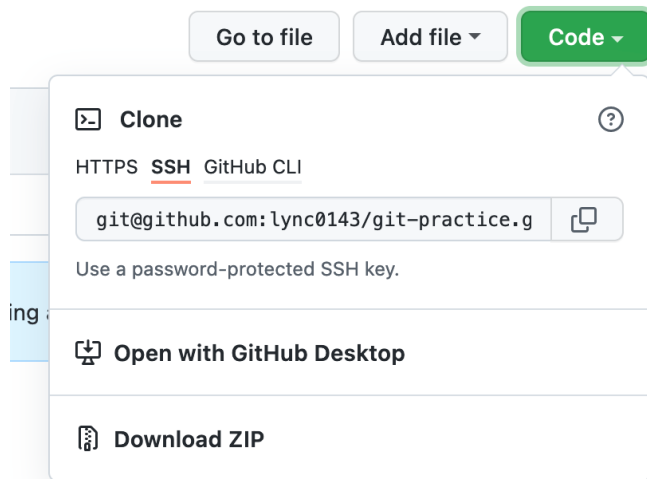 Go to file Add file Code
Clone
HTTPS SSH GitHub CLI
git@github.com:lync0143/git-practice.g
Use a password-protected SSH key.
ing
Open with GitHub Desktop
Download ZIP